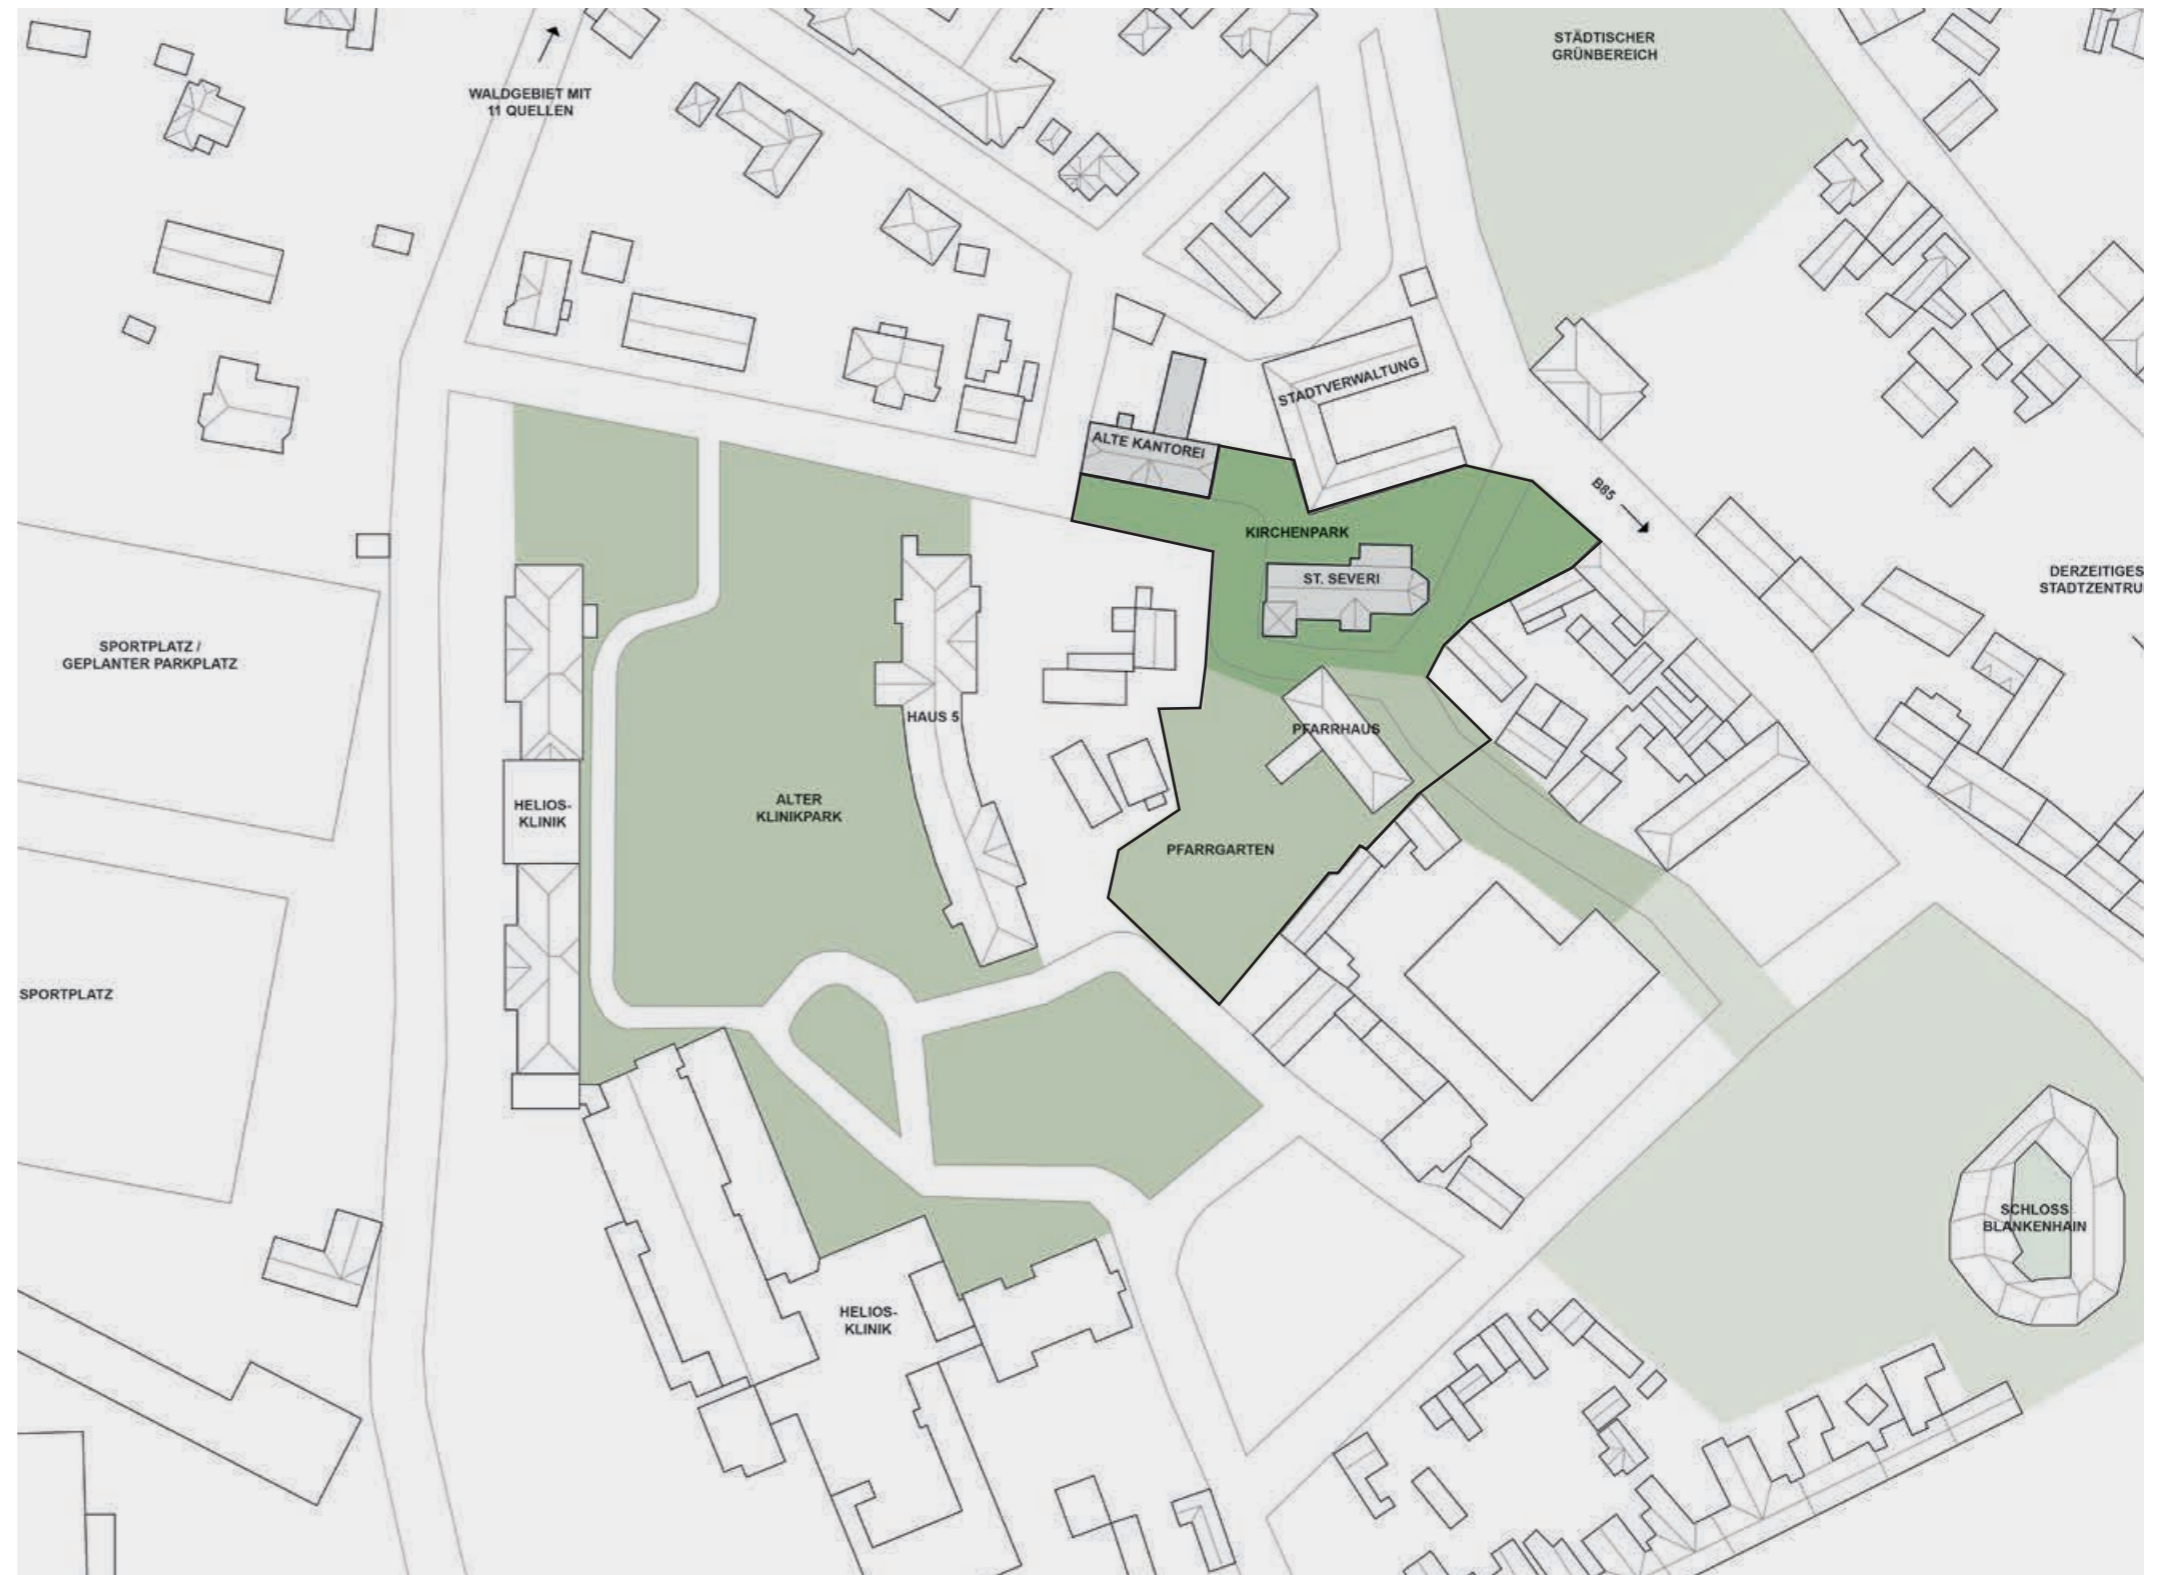 STÄDTISCHER
GRÜNBEREICH
WALDGEBIET MIT
11 QUELLEN
STADTVERWALTUNG
ALTE KANTOREI
B85
KIRCHENPARK
ST. SEVERI
DERZEITIGES
STADTZENTRU
SPORTPLATZ /
GEPLANTER PARKPLATZ
HAUS 5
PFARRHAUS
HELIOS-
KLINIK
ALTER
KLINIKPARK
PFARRGARTEN
SPORTPLATZ
SCHLOSS
BLANKENHAIN
HELIOS-
KLINIK